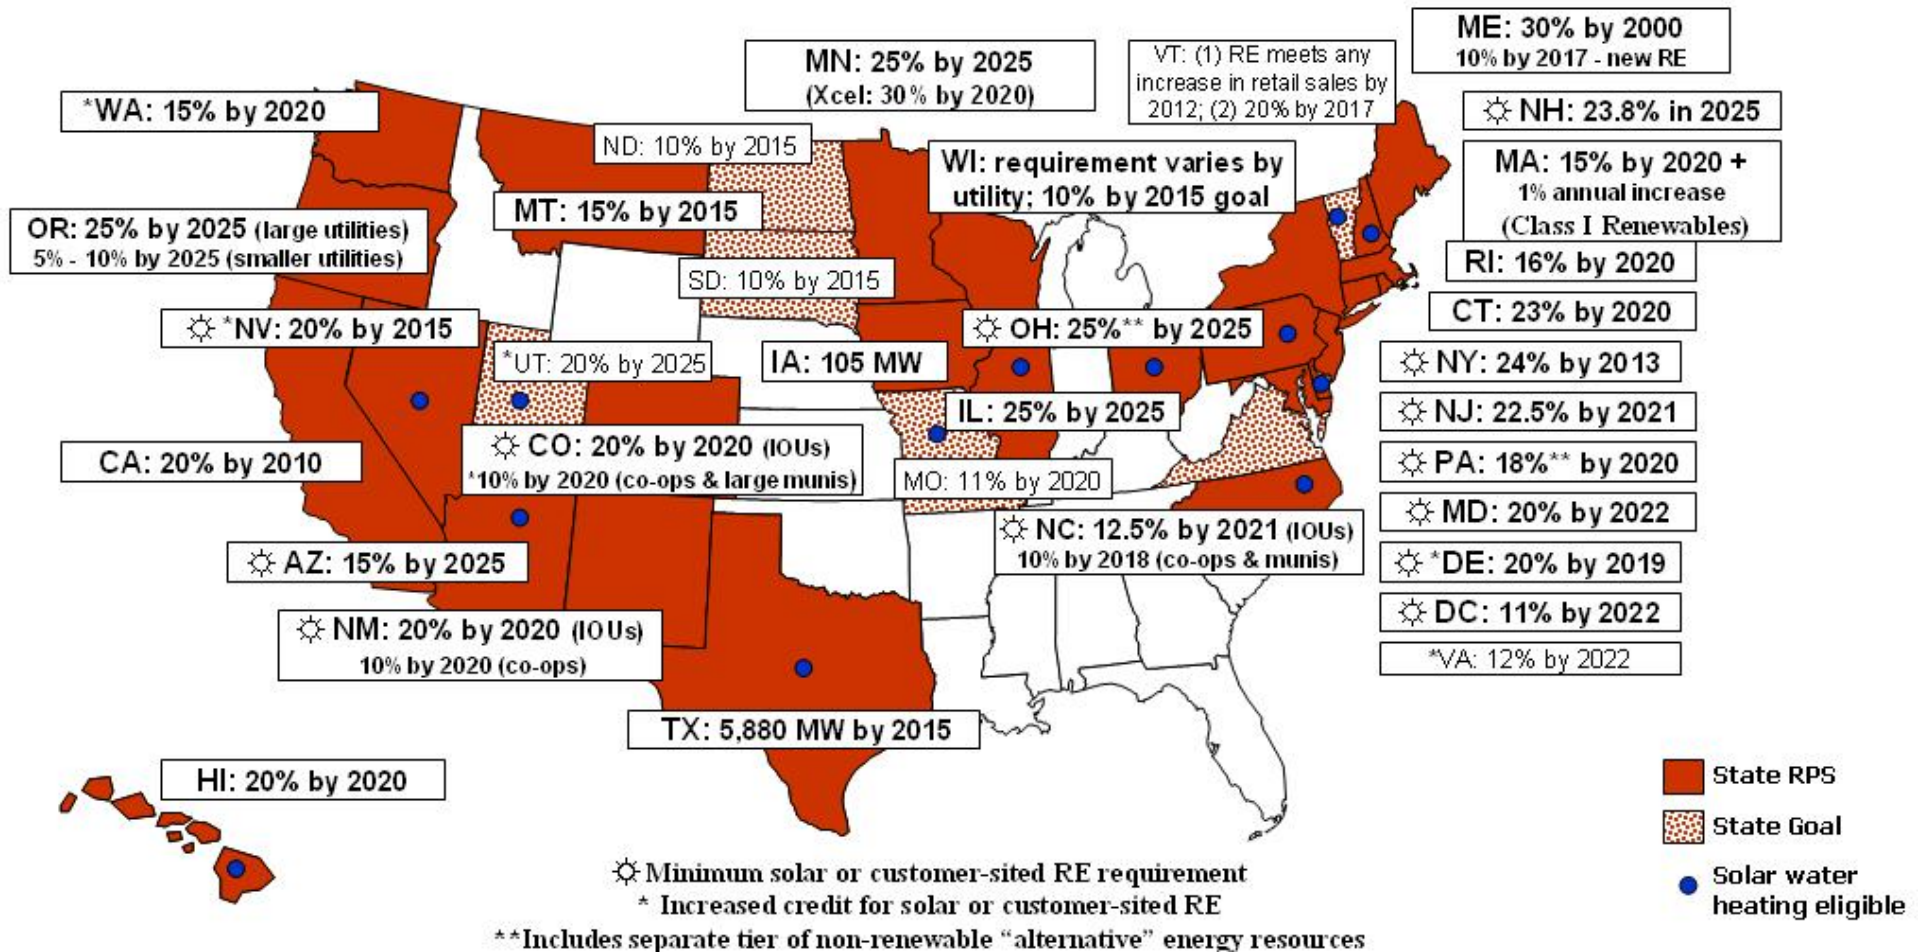 ME: 30% by 2000
10% by 2017 - new RE
MN: 25% by 2025
(Xcel: 30% by 2020)
VT: (1) RE meets any
increase in retail sales by
2012; (2) 20% by 2017
*WA: 15% by 2020
☼ NH: 23.8% in 2025
ND: 10% by 2015
WI: requirement varies by
utility; 10% by 2015 goal
MA: 15% by 2020 +
1% annual increase
(Class I Renewables)
MT: 15% by 2015
OR: 25% by 2025 (large utilities)
5% - 10% by 2025 (smaller utilities)
RI: 16% by 2020
SD: 10% by 2015
CT: 23% by 2020
☼ *NV: 20% by 2015
☼ OH: 25%** by 2025
*UT: 20% by 2025
IA: 105 MW
☼ NY: 24% by 2013
IL: 25% by 2025
☼ NJ: 22.5% by 2021
☼ CO: 20% by 2020 (IOUs)
*10% by 2020 (co-ops & large munis)
CA: 20% by 2010
☼ PA: 18%** by 2020
MO: 11% by 2020
☼ MD: 20% by 2022
☼ NC: 12.5% by 2021 (IOUs)
10% by 2018 (co-ops & munis)
☼ AZ: 15% by 2025
☼ *DE: 20% by 2019
☼ DC: 11% by 2022
☼ NM: 20% by 2020 (IOUs)
10% by 2020 (co-ops)
*VA: 12% by 2022
TX: 5,880 MW by 2015
HI: 20% by 2020
State RPS
State Goal
Solar water
heating eligible
☼ Minimum solar or customer-sited RE requirement
* Increased credit for solar or customer-sited RE
**Includes separate tier of non-renewable “alternative” energy resources